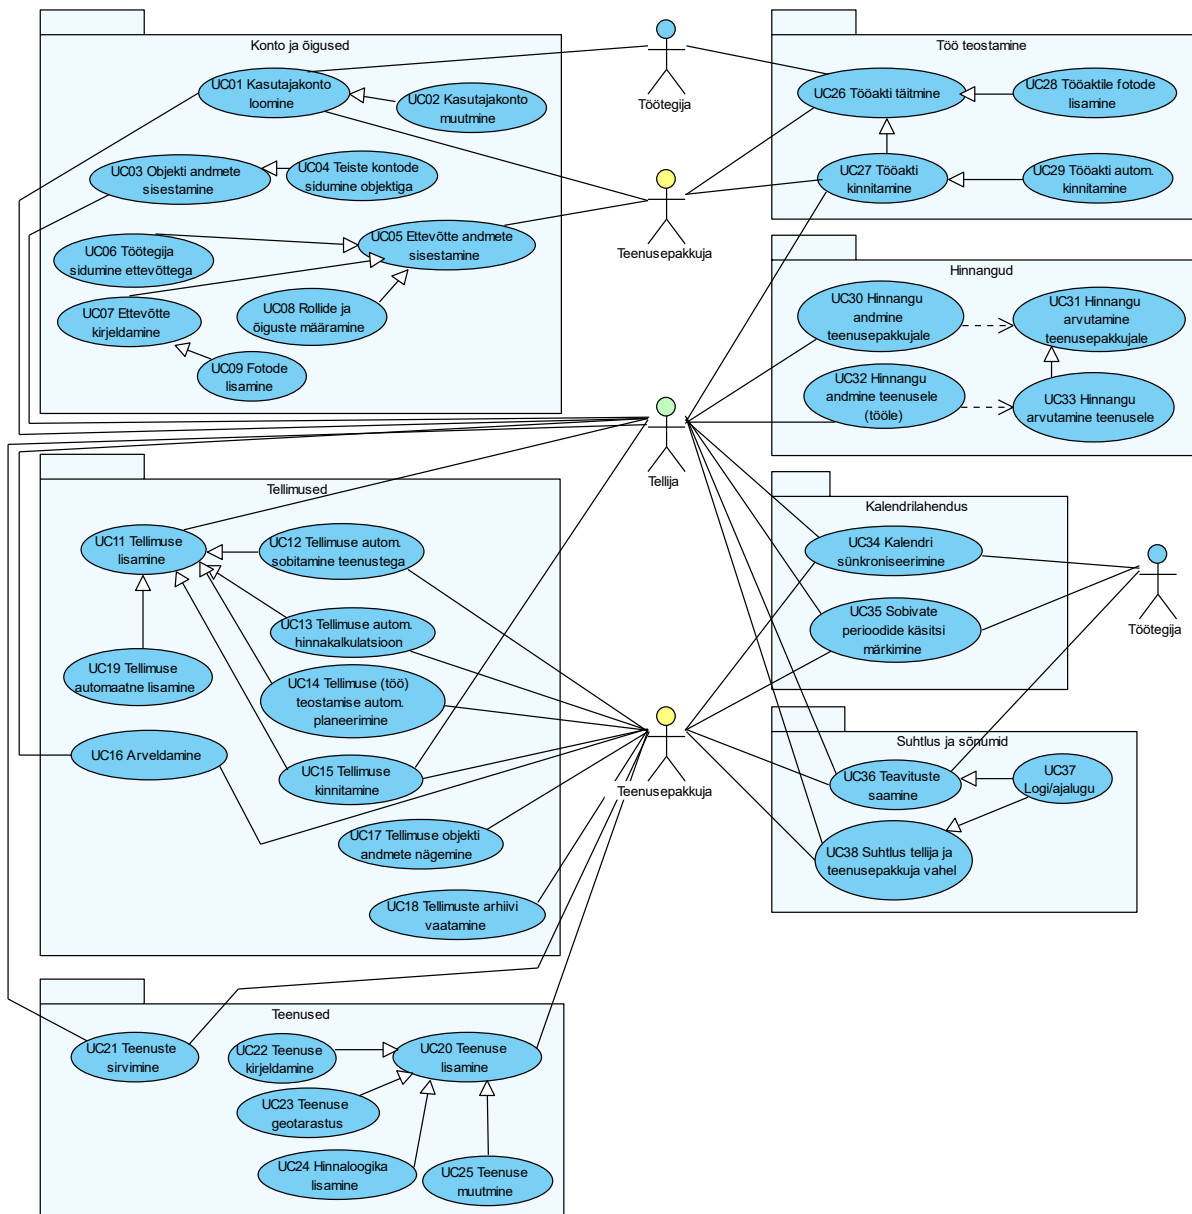 Konto ja õigused
UC01 Kasutajakonto
loomine
UC02 Kasutajakonto
muutmine
UC03 Objekti andmete
sisestamine
UC04 Teiste kontode
sidumine objektiga
UC05 Ettevõtte andmete
sisestamine
UC06 Töötegija
sidumine ettevõttega
UC07 Ettevõtte
kirjeldamine
UC08 Rollide ja
õiguste määramine
UC09 Fotode
lisamine
Töötegija
Teenusepakkuja
Tellija
Töö teostamine
UC26 Tööakti täitmine
UC28 Tööaktile fotode
lisamine
UC27 Tööakti
kinnitamine
UC29 Tööakti autom.
kinnitamine
Hinnangud
UC30 Hinnangu
andmine
teenusepakkujale
UC31 Hinnangu
arvutamine
teenusepakkujale
UC32 Hinnangu
andmine teenusele
(tööle)
UC33 Hinnangu
arvutamine teenusele
Tellimused
UC11 Tellimuse
lisamine
UC12 Tellimuse autom.
sobitamine teenustega
UC13 Tellimuse autom.
hinnakalkulatsioon
UC19 Tellimuse
automaatne lisamine
UC14 Tellimuse (töö)
teostamise autom.
planeerimine
UC16 Arveldamine
UC15 Tellimuse
kinnitamine
UC17 Tellimuse objekti
andmete nägemine
UC18 Tellimuste arhiivi
vaatamine
Teenusepakkuja
Kalendrilahendus
UC34 Kalendri
sünkroniseerimine
UC35 Sobivate
perioodide käsitsi
märkimine
Töötegija
Suhtlus ja sõnumid
UC36 Teavituste
saamine
UC37
Logi/ajalugu
UC38 Suhtlus tellija ja
teenusepakkuja vahel
Teenused
UC21 Teenuste
sirvimine
UC22 Teenuse
kirjeldamine
UC20 Teenuse
lisamine
UC23 Teenuse
geotarastus
UC24 Hinnaloogika
lisamine
UC25 Teenuse
muutmine